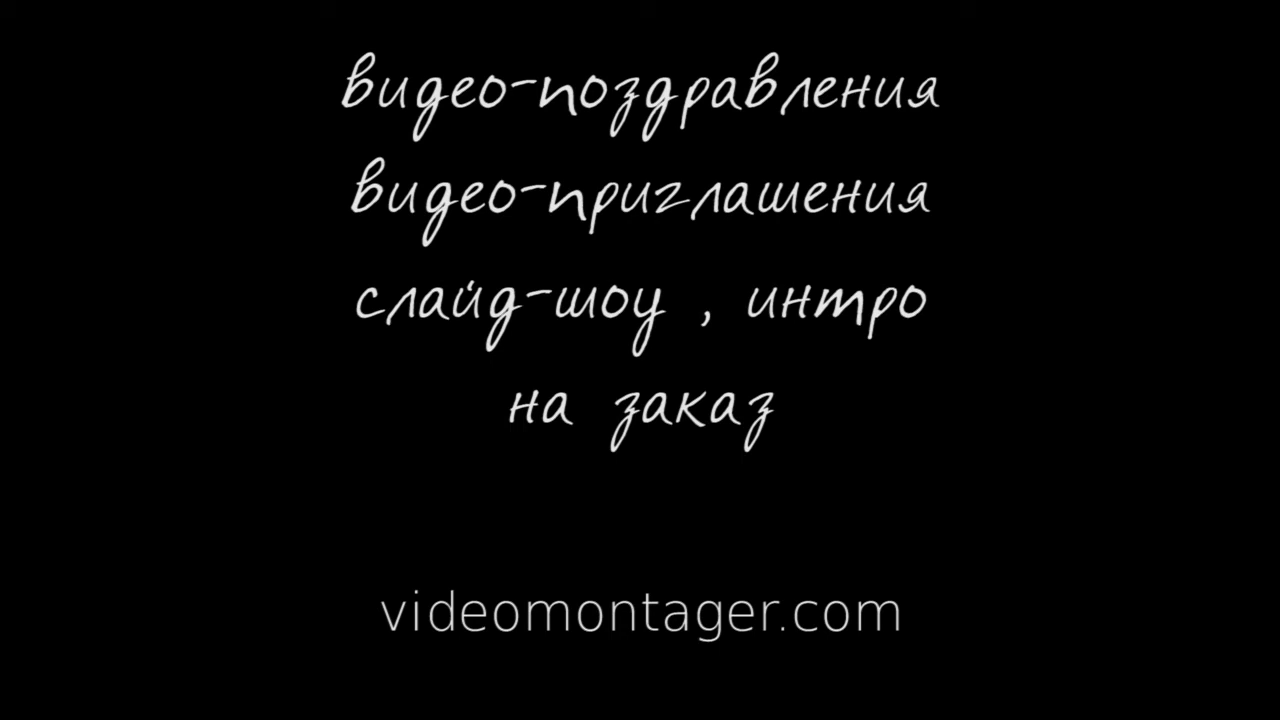 видео-поздравления
видео-приглашения
слайд-шоу , интро
на заказ
videomontager.com